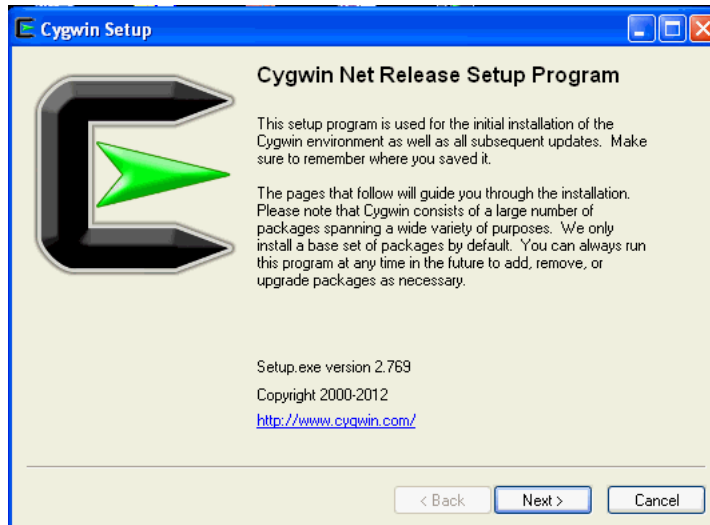 Cygwin Setup
Cygwin Net Release Setup Program
This setup program is used for the initial installation of the
Cygwin environment as well as all subsequent updates.  Make
sure to remember where you saved it.
The pages that follow will guide you through the installation.
Please note that Cygwin consists of a large number of
packages spanning a wide variety of purposes.  We only
install a base set of packages by default.  You can always run
this program at any time in the future to add, remove, or
upgrade packages as necessary.
Setup.exe version 2.769
Copyright 2000-2012
http://www.cygwin.com/
< Back
Next >
Cancel